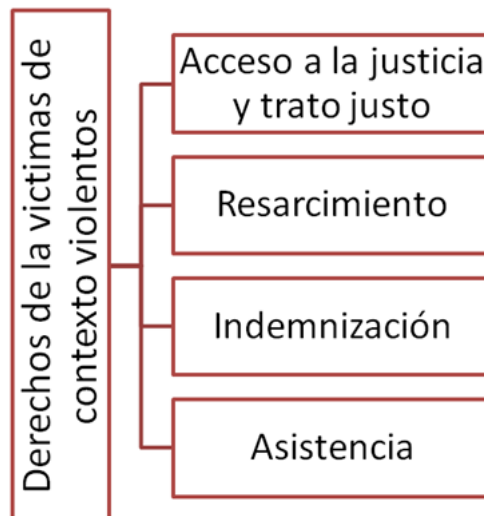 Derechos de la victimas de
contexto violentos
Acceso a la justicia
y trato justo
Resarcimiento
Indemnización
Asistencia